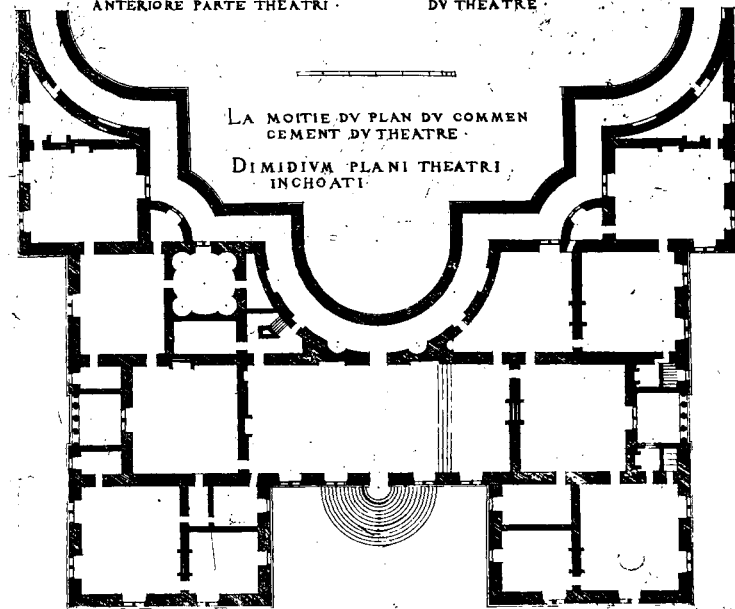 ANTERIORE PARTE THEATRI ·
DV THEATRE ·
LA MOITIE DV PLAN DV COMMEN
CEMENT DV THEATRE ·
DIMIDIVM PLANI THEATRI
INCHOATI